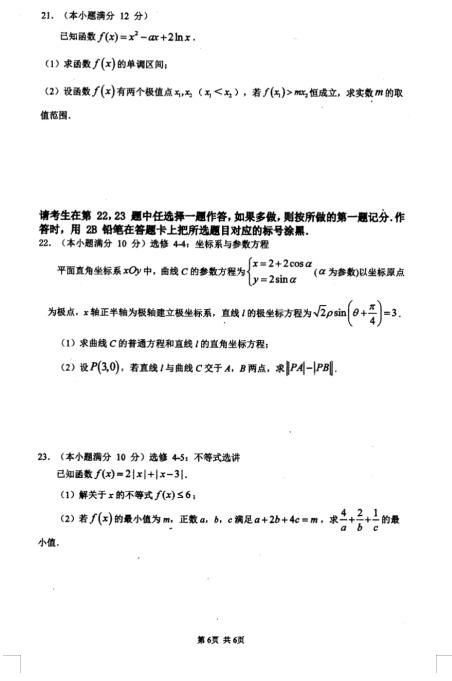 21. （本小题满分 12 分）
已知函数 f(x)=x²-ax+2lnx．
（1）求函数 f(x) 的单调区间；
（2）设函数 f(x) 有两个极值点 x₁,x₂（x₁＜x₂），若 f(x₁)>mx₂ 恒成立，求实数 m 的取
值范围．
请考生在第 22，23 题中任选择一题作答，如果多做，则按所做的第一题记分．作
答时，用 2B 铅笔在答题卡上把所选题目对应的标号涂黑．
22. （本小题满分 10 分）选修 4-4：坐标系与参数方程
平面直角坐标系 xOy 中，曲线 C 的参数方程为 {x=2+2cosα y=2sinα (α 为参数)以坐标原点
为极点，x 轴正半轴为极轴建立极坐标系，直线 l 的极坐标方程为 √2ρsin(θ+π/4)=3．
（1）求曲线 C 的普通方程和直线 l 的直角坐标方程；
（2）设 P(3,0)，若直线 l 与曲线 C 交于 A，B 两点，求 ||PA|-|PB||．
23. （本小题满分 10 分）选修 4-5：不等式选讲
已知函数 f(x)=2|x|+|x-3|．
（1）解关于 x 的不等式 f(x)≤6；
（2）若 f(x) 的最小值为 m，正数 a，b，c 满足 a+2b+4c=m，求 4/a+2/b+1/c 的最
小值．
第 6页 共 6页